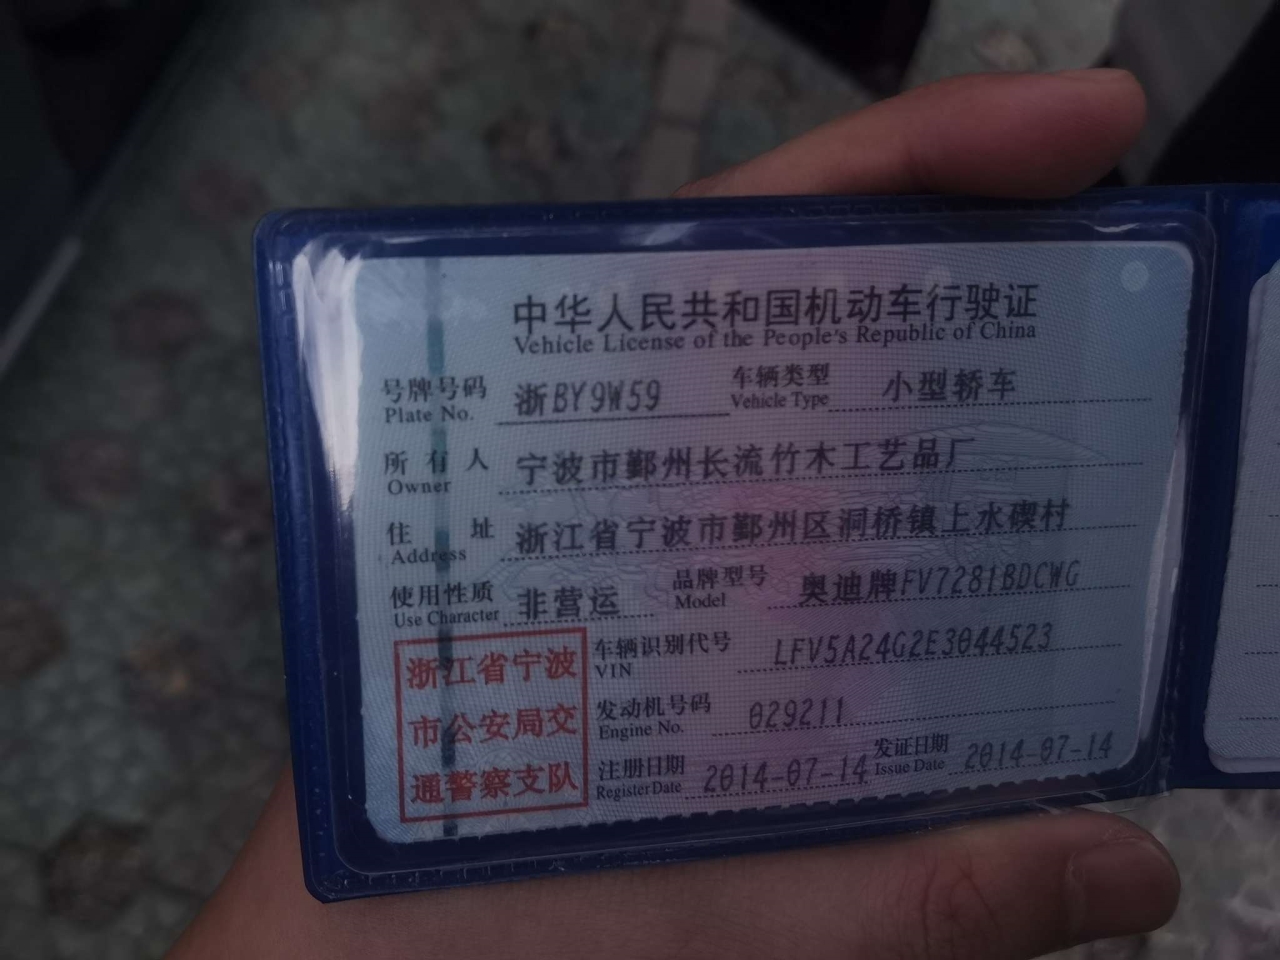 中华人民共和国机动车行驶证
Vehicle License of the People's Republic of China
号牌号码 浙BY9W59 车辆类型 小型轿车
Plate No. Vehicle Type
所有人 宁波市鄞州长流竹木工艺品厂
Owner
住址 浙江省宁波市鄞州区洞桥镇上水碶村
Address
使用性质 非营运 品牌型号 奥迪牌FV7281BDCWG
Use Character Model
浙江省宁波 车辆识别代号 LFV5A24G2E3044523
VIN
市公安局交 发动机号码 029211
Engine No.
通警察支队 注册日期 2014-07-14 发证日期 2014-07-14
Register Date Issue Date